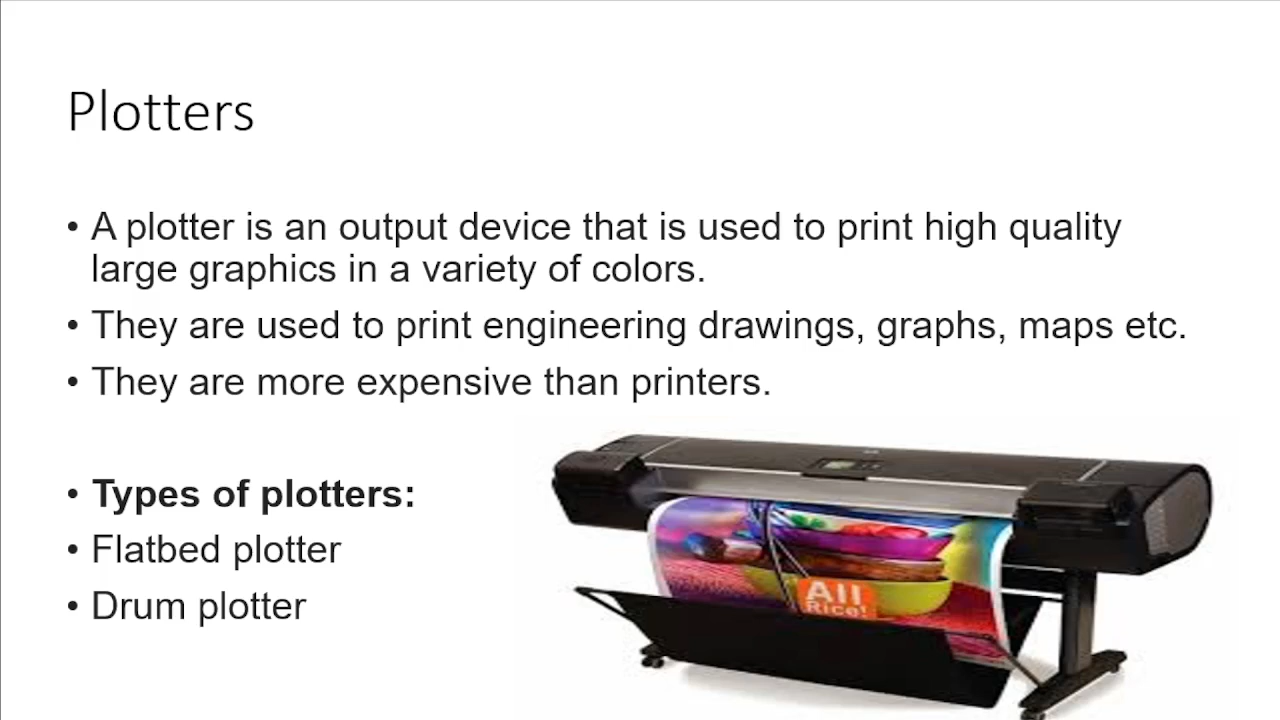 Plotters
• A plotter is an output device that is used to print high quality
large graphics in a variety of colors.
• They are used to print engineering drawings, graphs, maps etc.
• They are more expensive than printers.
• Types of plotters:
• Flatbed plotter
• Drum plotter
All
Rice!